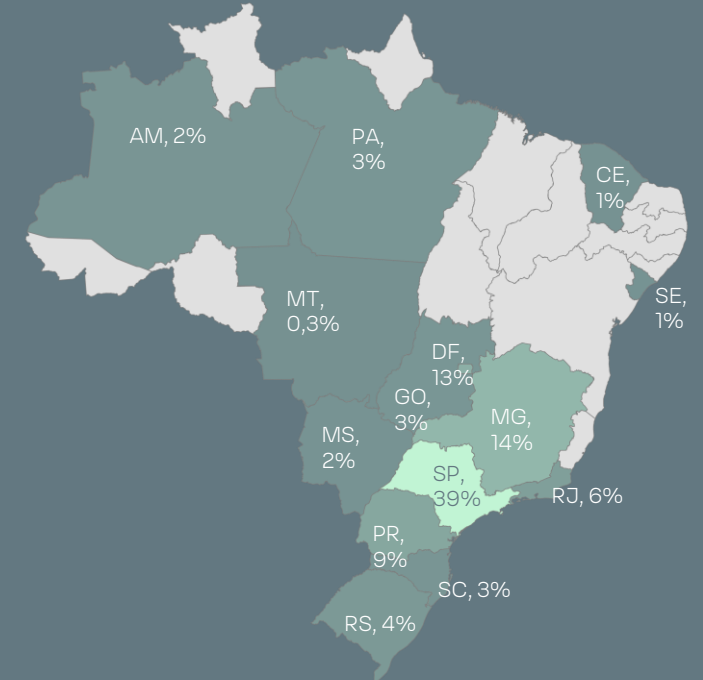 AM, 2%
PA,
3%
CE,
1%
SE,
1%
MT,
0,3%
DF,
13%
GO,
3%
MG,
14%
MS,
2%
SP,
39%
RJ, 6%
PR,
9%
SC, 3%
RS, 4%